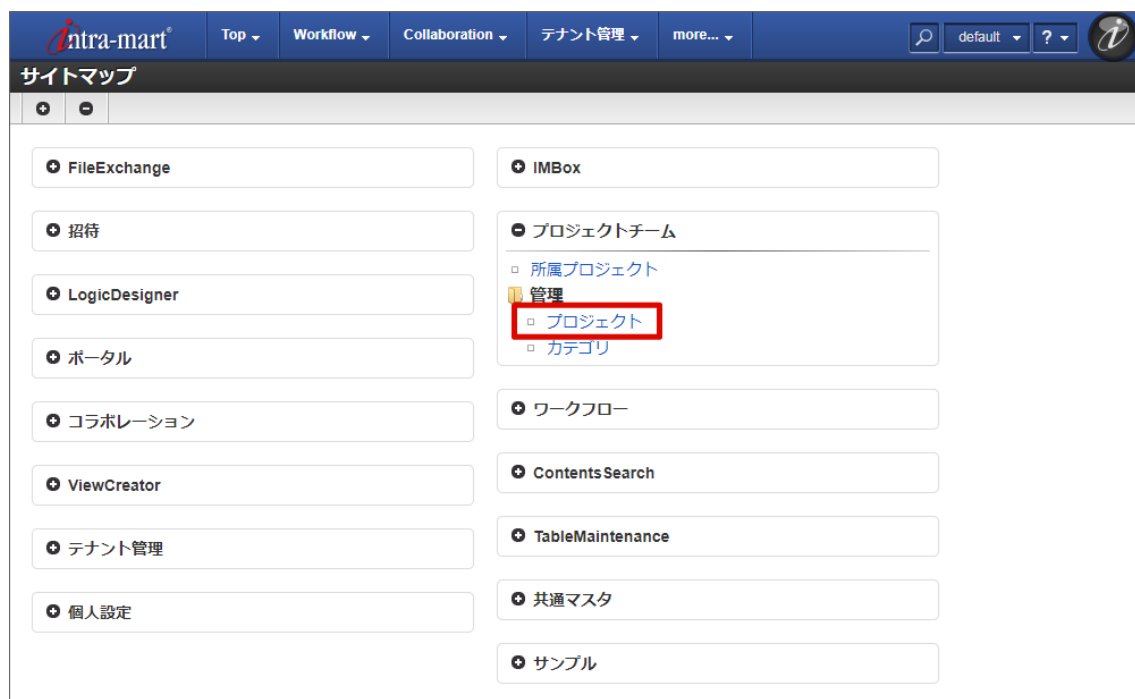 intra-mart®
Top
Workflow
Collaboration
テナント管理
more...
default
?
サイトマップ
FileExchange
招待
LogicDesigner
ポータル
コラボレーション
ViewCreator
テナント管理
個人設定
IMBox
プロジェクトチーム
所属プロジェクト
管理
プロジェクト
カテゴリ
ワークフロー
ContentsSearch
TableMaintenance
共通マスタ
サンプル